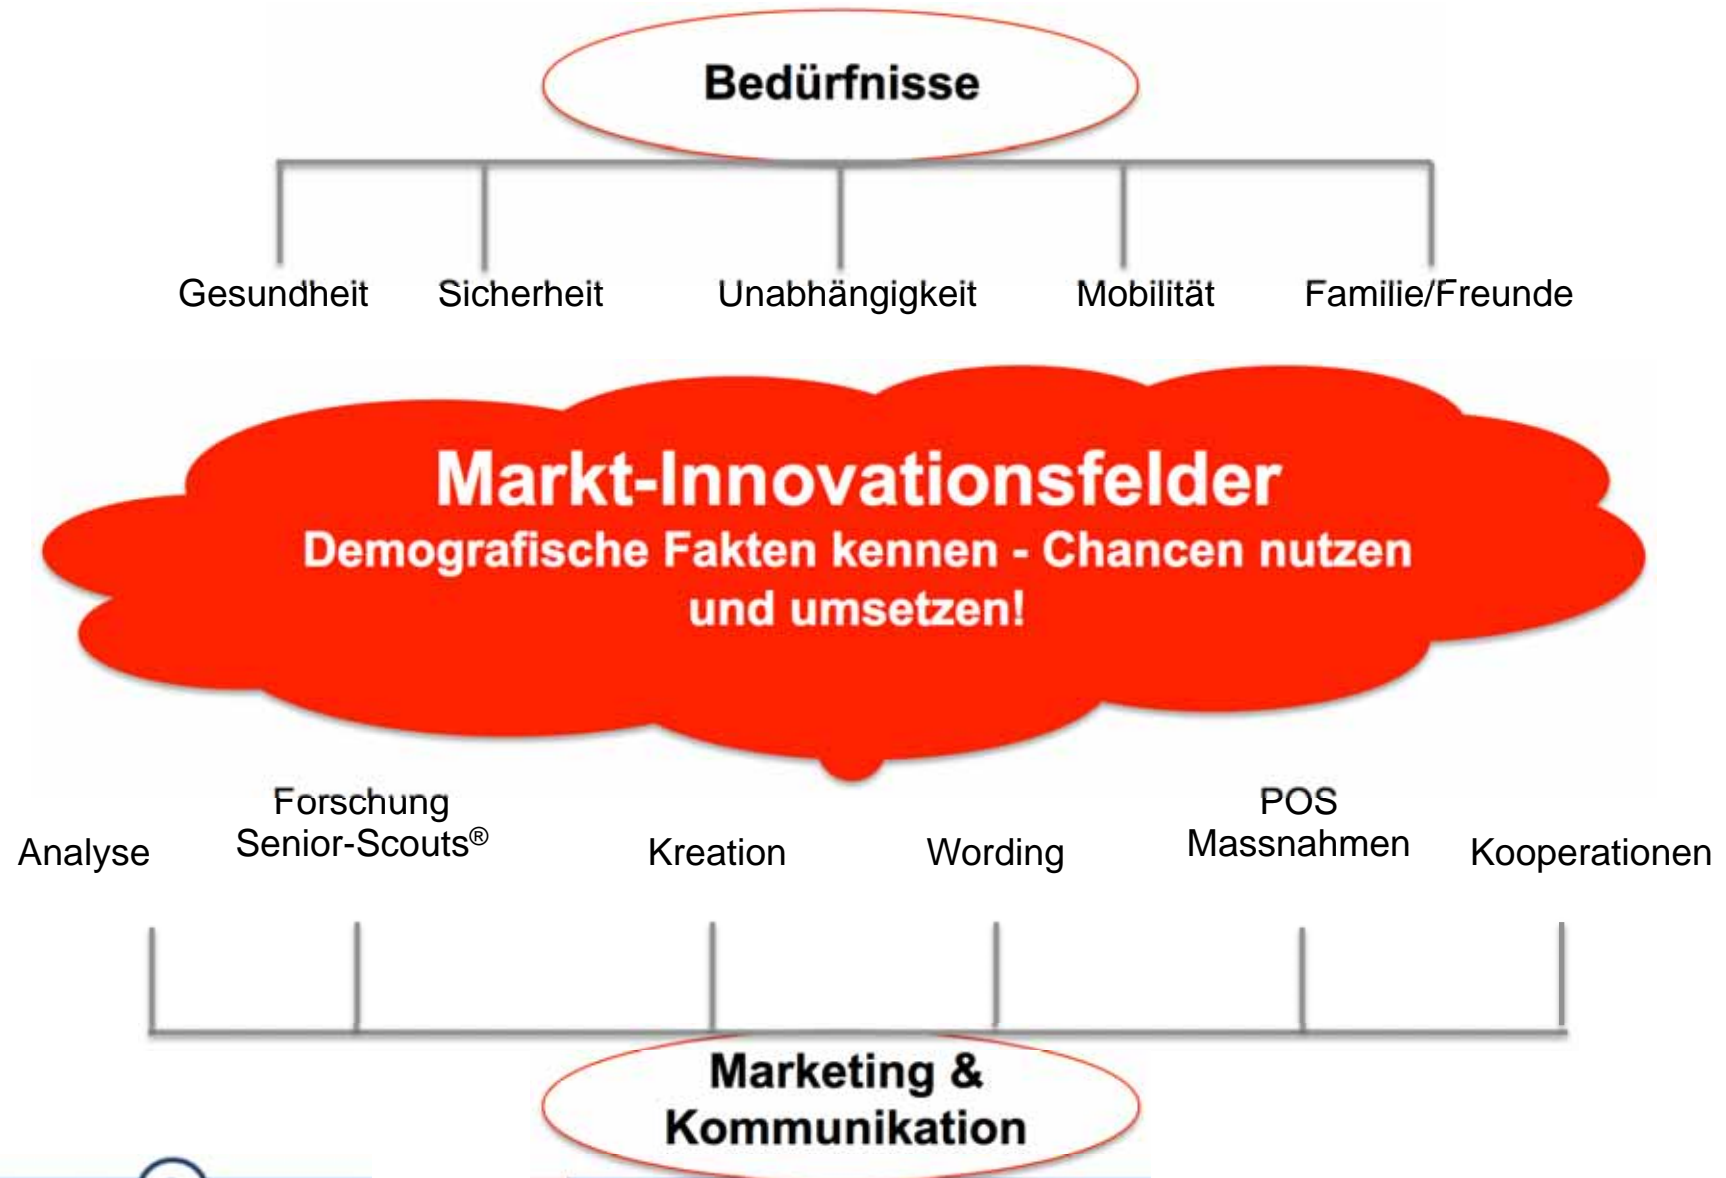 Bedürfnisse
Gesundheit Sicherheit Unabhängigkeit Mobilität Familie/Freunde
Markt-Innovationsfelder
Demografische Fakten kennen - Chancen nutzen
und umsetzen!
Analyse
Forschung
Senior-Scouts®
Kreation
Wording
POS
Massnahmen
Kooperationen
Marketing &
Kommunikation